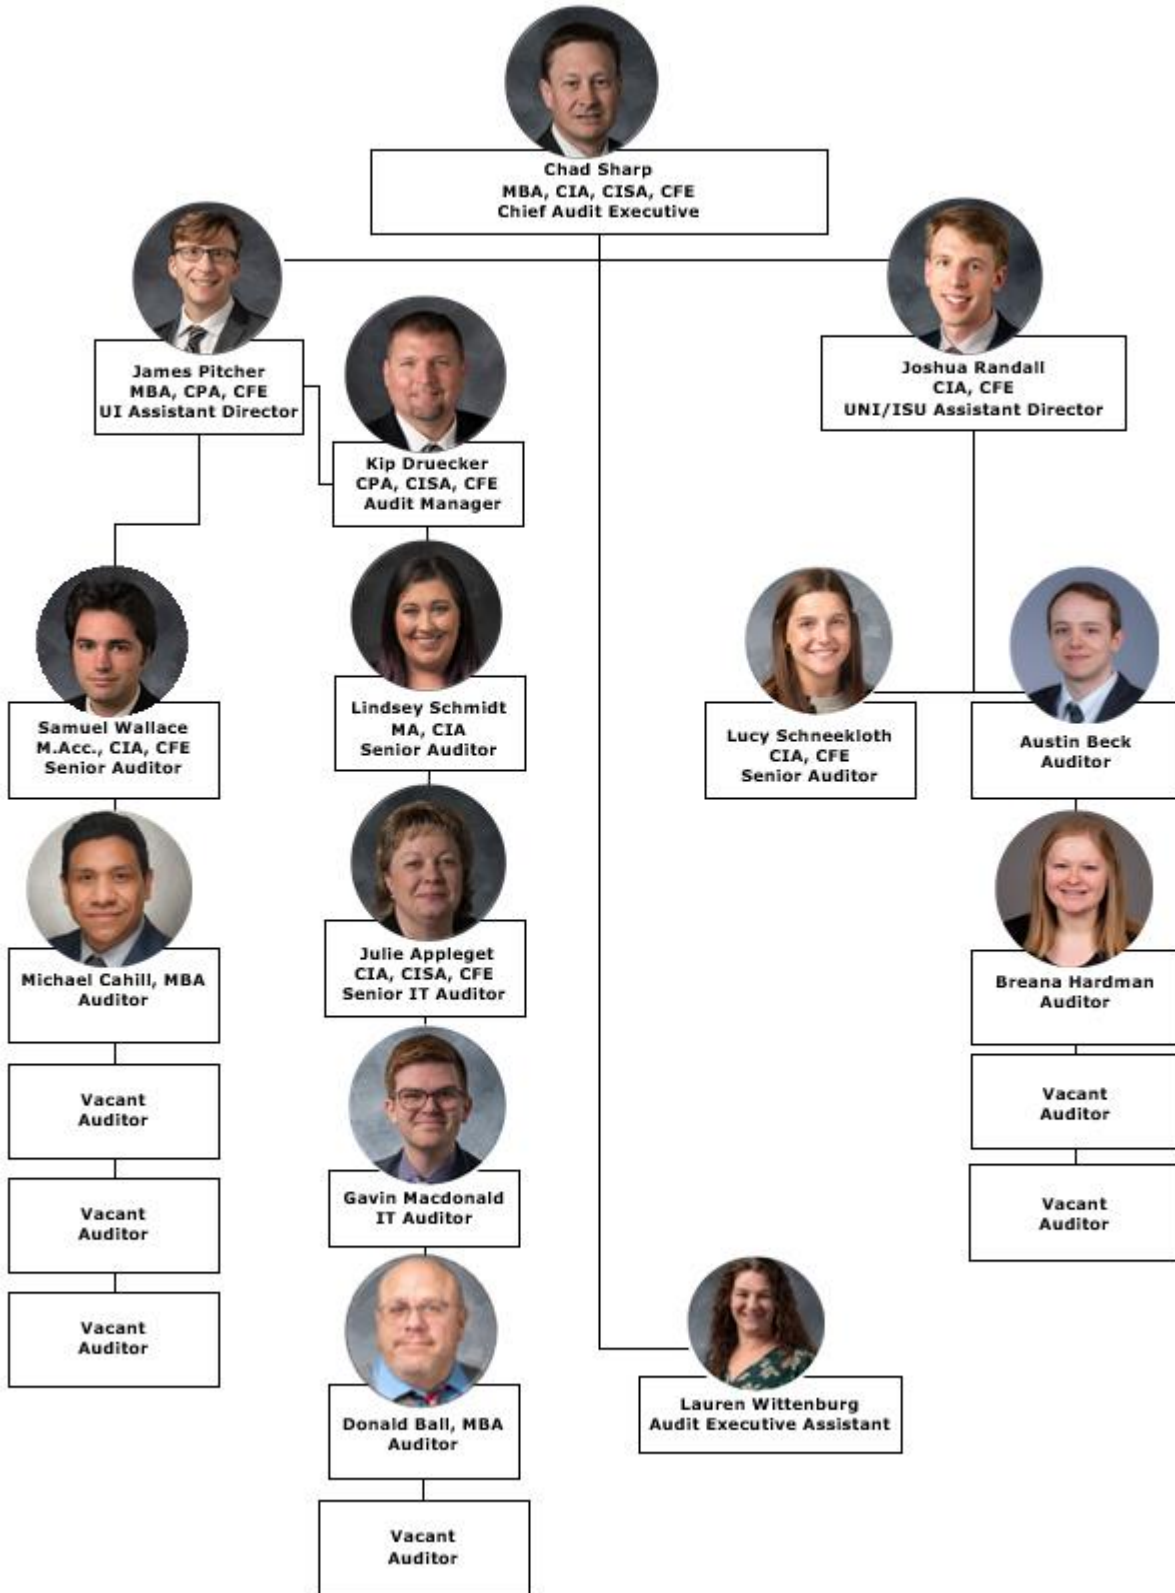 Chad Sharp
MBA, CIA, CISA, CFE
Chief Audit Executive
James Pitcher
MBA, CPA, CFE
UI Assistant Director
Kip Druecker
CPA, CISA, CFE
Audit Manager
Joshua Randall
CIA, CFE
UNI/ISU Assistant Director
Samuel Wallace
M.Acc., CIA, CFE
Senior Auditor
Michael Cahill, MBA
Auditor
Vacant
Auditor
Vacant
Auditor
Vacant
Auditor
Lindsey Schmidt
MA, CIA
Senior Auditor
Julie Appleget
CIA, CISA, CFE
Senior IT Auditor
Gavin Macdonald
IT Auditor
Donald Ball, MBA
Auditor
Vacant
Auditor
Lucy Schneekloth
CIA, CFE
Senior Auditor
Austin Beck
Auditor
Breana Hardman
Auditor
Vacant
Auditor
Vacant
Auditor
Lauren Wittenburg
Audit Executive Assistant